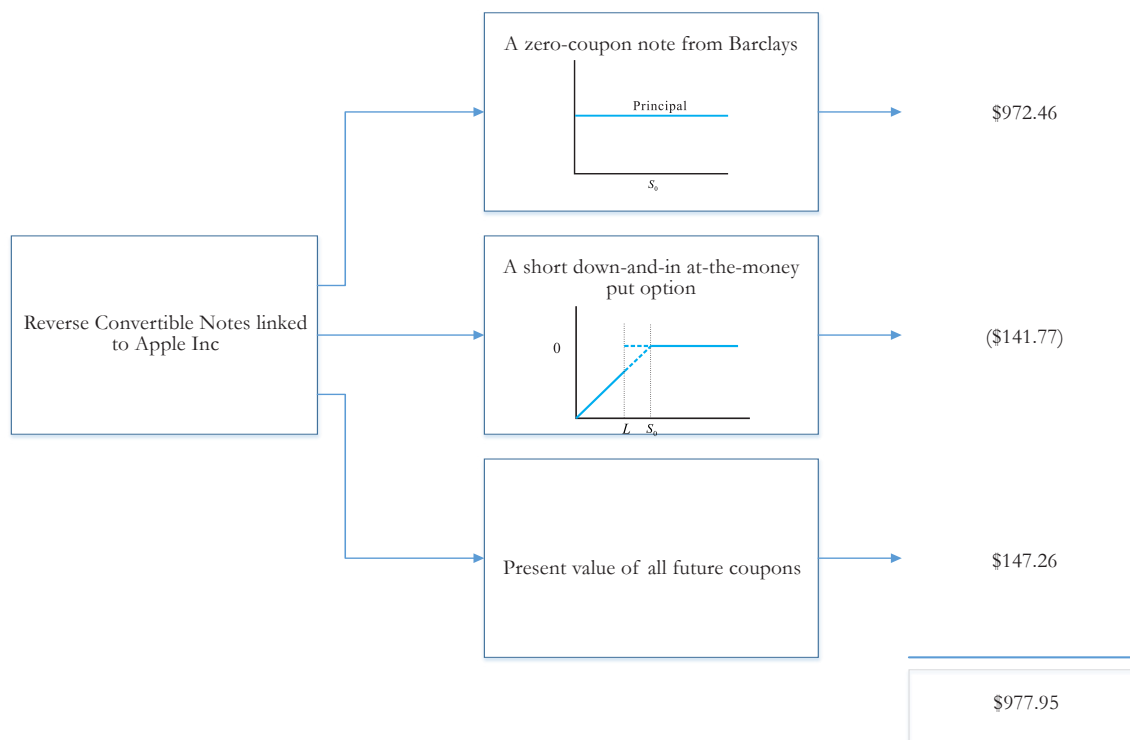 A zero-coupon note from Barclays
Principal
S₀
$972.46
Reverse Convertible Notes linked
to Apple Inc
A short down-and-in at-the-money
put option
0
L S₀
($141.77)
Present value of all future coupons
$147.26
$977.95